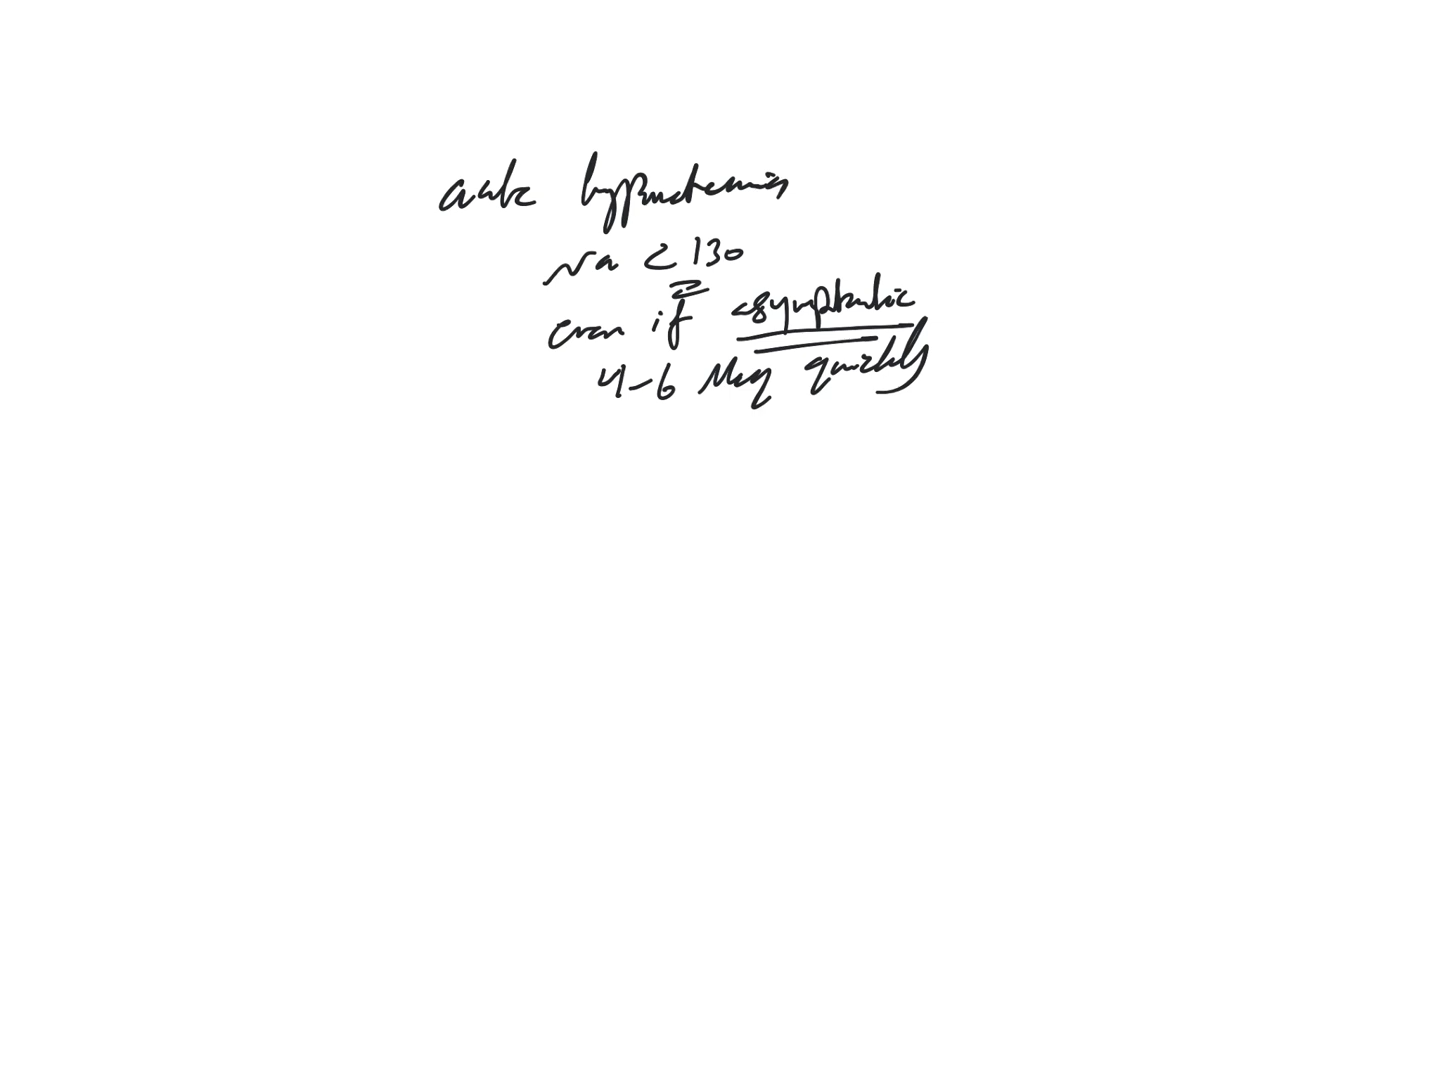 acute hyponatremia
Na < 130
even if asymptomatic
4-6 Meq quickly